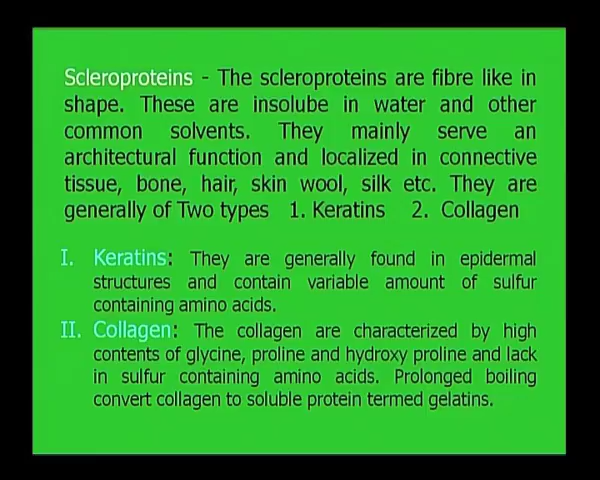 Scleroproteins - The scleroproteins are fibre like in
shape. These are insolube in water and other
common solvents. They mainly serve an
architectural function and localized in connective
tissue, bone, hair, skin wool, silk etc. They are
generally of Two types 1. Keratins 2. Collagen
I. Keratins: They are generally found in epidermal
structures and contain variable amount of sulfur
containing amino acids.
II. Collagen: The collagen are characterized by high
contents of glycine, proline and hydroxy proline and lack
in sulfur containing amino acids. Prolonged boiling
convert collagen to soluble protein termed gelatins.